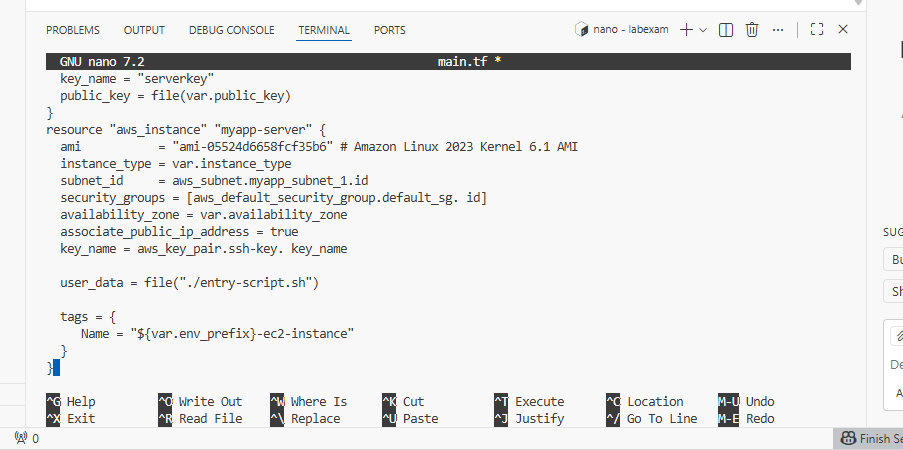 PROBLEMS OUTPUT DEBUG CONSOLE TERMINAL PORTS nano - labexam
GNU nano 7.2 main.tf *
key_name = "serverkey"
public_key = file(var.public_key)
}
resource "aws_instance" "myapp-server" {
ami = "ami-05524d6658fcf35b6" # Amazon Linux 2023 Kernel 6.1 AMI
instance_type = var.instance_type
subnet_id = aws_subnet.myapp_subnet_1.id
security_groups = [aws_default_security_group.default_sg. id]
availability_zone = var.availability_zone
associate_public_ip_address = true
key_name = aws_key_pair.ssh-key. key_name
user_data = file("./entry-script.sh")
tags = {
Name = "${var.env_prefix}-ec2-instance"
}
}
^G Help ^O Write Out ^W Where Is ^K Cut ^T Execute ^C Location M-U Undo
^X Exit ^R Read File ^\ Replace ^U Paste ^J Justify ^/ Go To Line M-E Redo
0
SUG
Bu
Sh
De
A
Finish Se